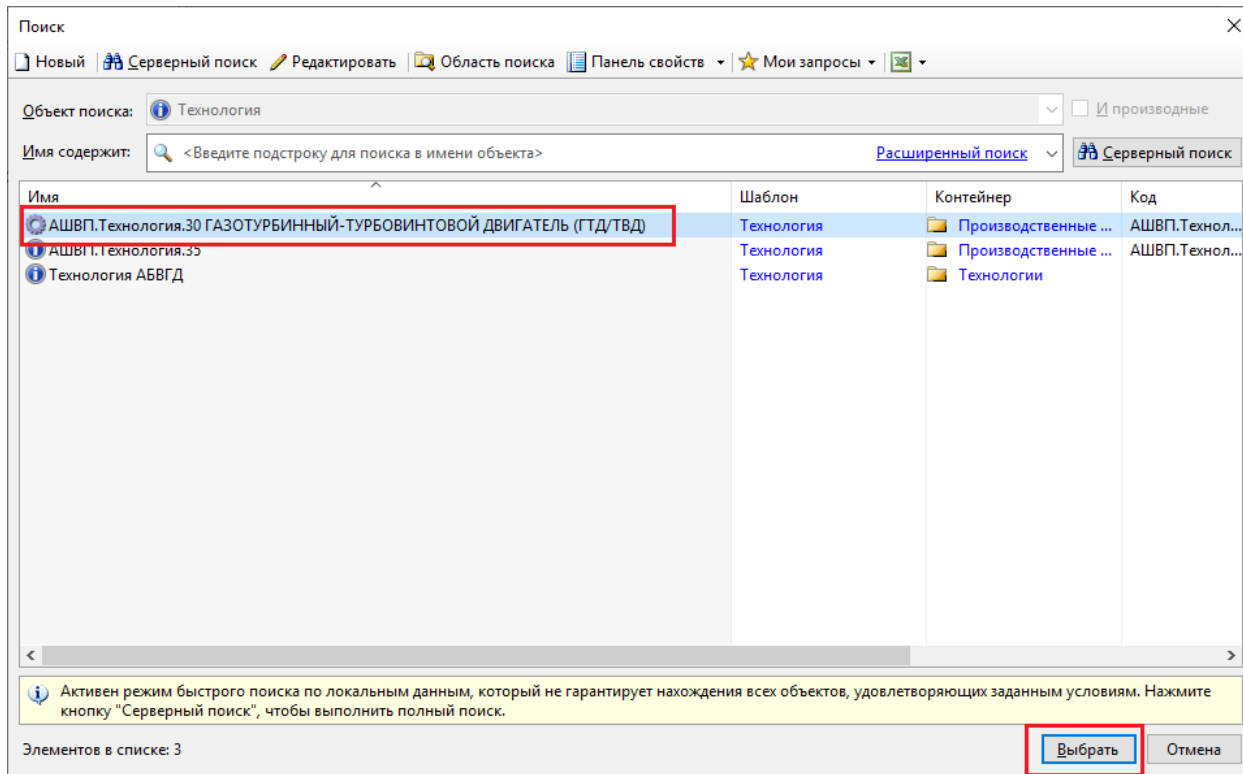 Поиск
Новый Серверный поиск Редактировать Область поиска Панель свойств Мои запросы
Объект поиска: Технология И производные
Имя содержит: <Введите подстроку для поиска в имени объекта> Расширенный поиск Серверный поиск
Имя Шаблон Контейнер Код
АШВП.Технология.30 ГАЗОТУРБИННЫЙ-ТУРБОВИНТОВОЙ ДВИГАТЕЛЬ (ГТД/ТВД) Технология Производственные ... АШВП.Технол...
АШВП.Технология.35 Технология Производственные ... АШВП.Технол...
Технология АБВГД Технология Технологии
Активен режим быстрого поиска по локальным данным, который не гарантирует нахождения всех объектов, удовлетворяющих заданным условиям. Нажмите
кнопку "Серверный поиск", чтобы выполнить полный поиск.
Элементов в списке: 3 Выбрать Отмена